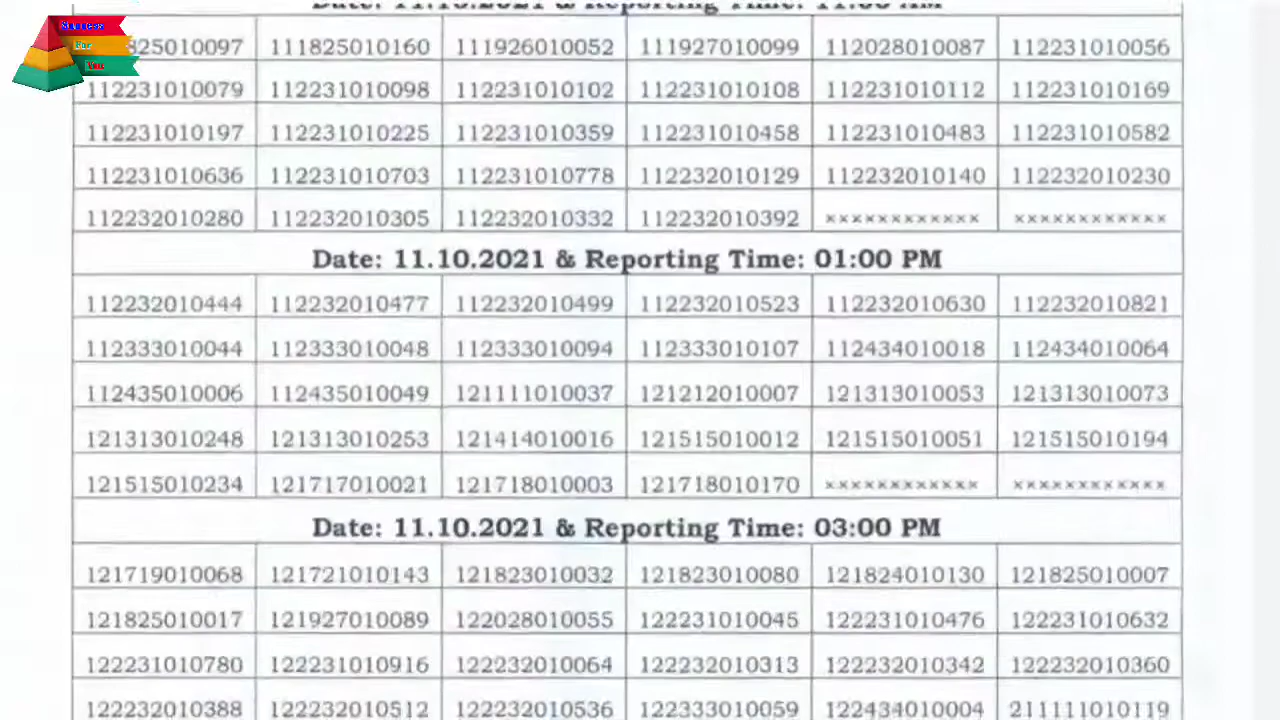 Date: 11.10.2021 & Reporting Time: 11:00 AM
Success
For
You
825010097 111825010160 111926010052 111927010099 112028010087 112231010056
112231010079 112231010098 112231010102 112231010108 112231010112 112231010169
112231010197 112231010225 112231010359 112231010458 112231010483 112231010582
112231010636 112231010703 112231010778 112232010129 112232010140 112232010230
112232010280 112232010305 112232010332 112232010392 ×××××××××××× ××××××××××××
Date: 11.10.2021 & Reporting Time: 01:00 PM
112232010444 112232010477 112232010499 112232010523 112232010630 112232010821
112333010044 112333010048 112333010094 112333010107 112434010018 112434010064
112435010006 112435010049 121111010037 121212010007 121313010053 121313010073
121313010248 121313010253 121414010016 121515010012 121515010051 121515010194
121515010234 121717010021 121718010003 121718010170 ×××××××××××× ××××××××××××
Date: 11.10.2021 & Reporting Time: 03:00 PM
121719010068 121721010143 121823010032 121823010080 121824010130 121825010007
121825010017 121927010089 122028010055 122231010045 122231010476 122231010632
122231010780 122231010916 122232010064 122232010313 122232010342 122232010360
122232010388 122232010512 122232010536 122333010059 122434010004 211111010119